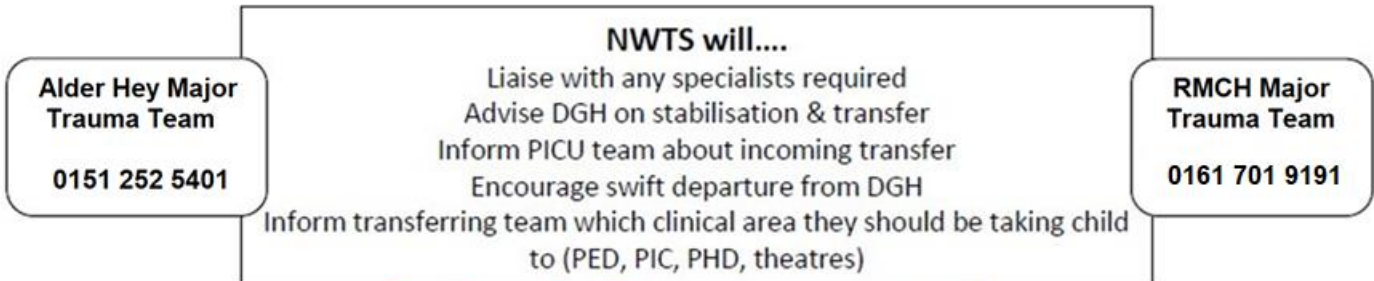 Alder Hey Major
Trauma Team
0151 252 5401
NWTS will....
Liaise with any specialists required
Advise DGH on stabilisation & transfer
Inform PICU team about incoming transfer
Encourage swift departure from DGH
Inform transferring team which clinical area they should be taking child
to (PED, PIC, PHD, theatres)
RMCH Major
Trauma Team
0161 701 9191